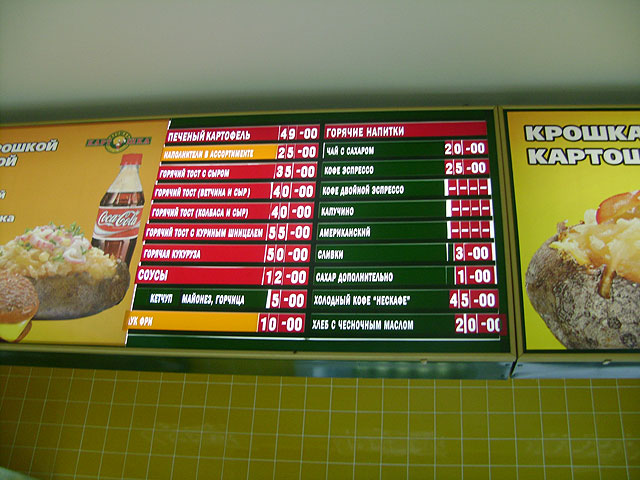 РОШКОЙ
ОЙ
Й
КА
Coca-Cola
ПЕЧЕНЫЙ КАРТОФЕЛЬ 49-00
НАПОЛНИТЕЛИ В АССОРТИМЕНТЕ 25-00
ГОРЯЧИЙ ТОСТ С СЫРОМ 35-00
ГОРЯЧИЙ ТОСТ (ВЕТЧИНА И СЫР) 40-00
ГОРЯЧИЙ ТОСТ (КОЛБАСА И СЫР) 40-00
ГОРЯЧИЙ ТОСТ С КУРИНЫМ ШНИЦЕЛЕМ 55-00
ГОРЯЧАЯ КУКУРУЗА 50-00
СОУСЫ 12-00
КЕТЧУП МАЙОНЕЗ, ГОРЧИЦА 5-00
УК ФРИ 10-00
ГОРЯЧИЕ НАПИТКИ
ЧАЙ С САХАРОМ 20-00
КОФЕ ЭСПРЕССО 25-00
КОФЕ ДВОЙНОЙ ЭСПРЕССО ----
КАПУЧИНО ----
АМЕРИКАНСКИЙ ----
СЛИВКИ 3-00
САХАР ДОПОЛНИТЕЛЬНО 1-00
ХОЛОДНЫЙ КОФЕ "НЕСКАФЕ" 45-00
ХЛЕБ С ЧЕСНОЧНЫМ МАСЛОМ 20-00
КРОШКА
КАРТОШ